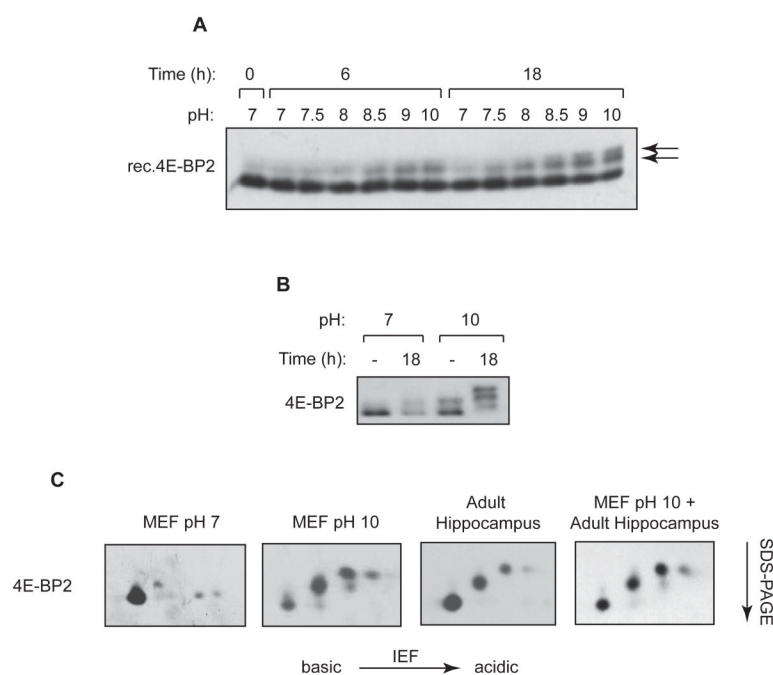 A
Time (h): 0 6 18
pH: 7 7 7.5 8 8.5 9 10 7 7.5 8 8.5 9 10
rec.4E-BP2
B
pH: 7 10
Time (h): - 18 - 18
4E-BP2
C
MEF pH 7
MEF pH 10
Adult
Hippocampus
MEF pH 10 +
Adult Hippocampus
4E-BP2
SDS-PAGE
IEF
basic acidic